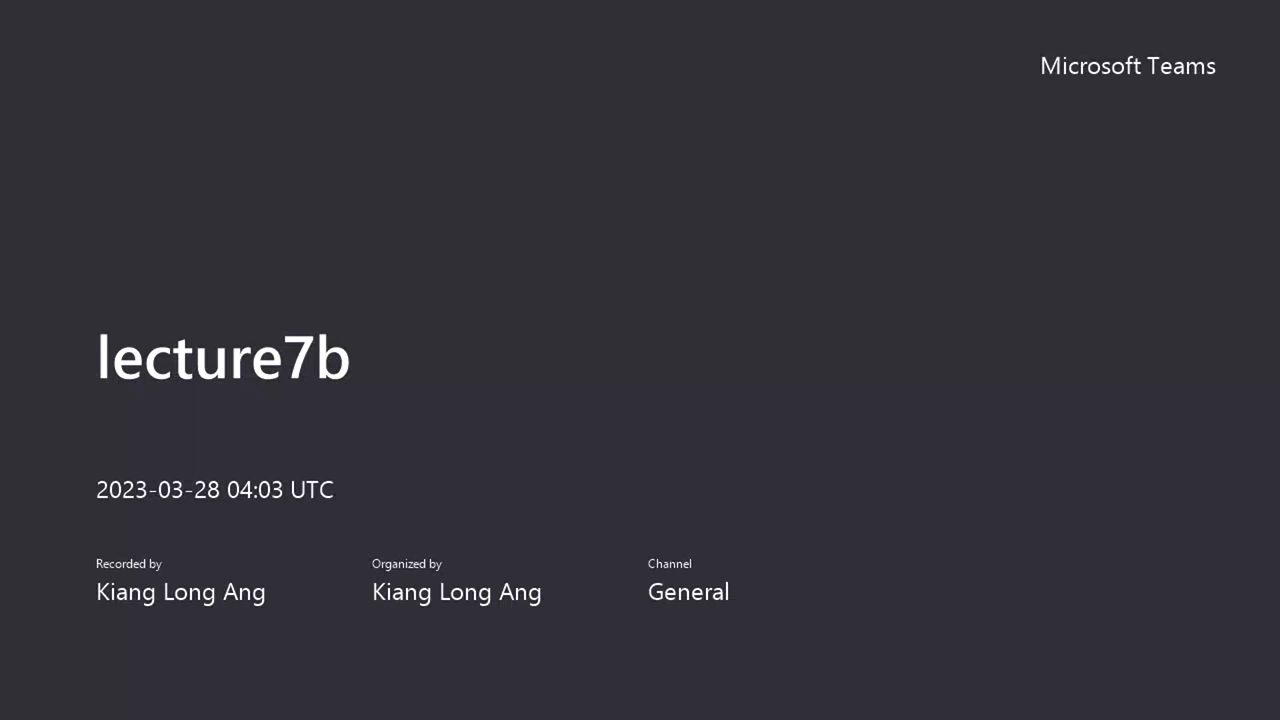 Microsoft Teams
lecture7b
2023-03-28 04:03 UTC
Recorded by
Kiang Long Ang
Organized by
Kiang Long Ang
Channel
General